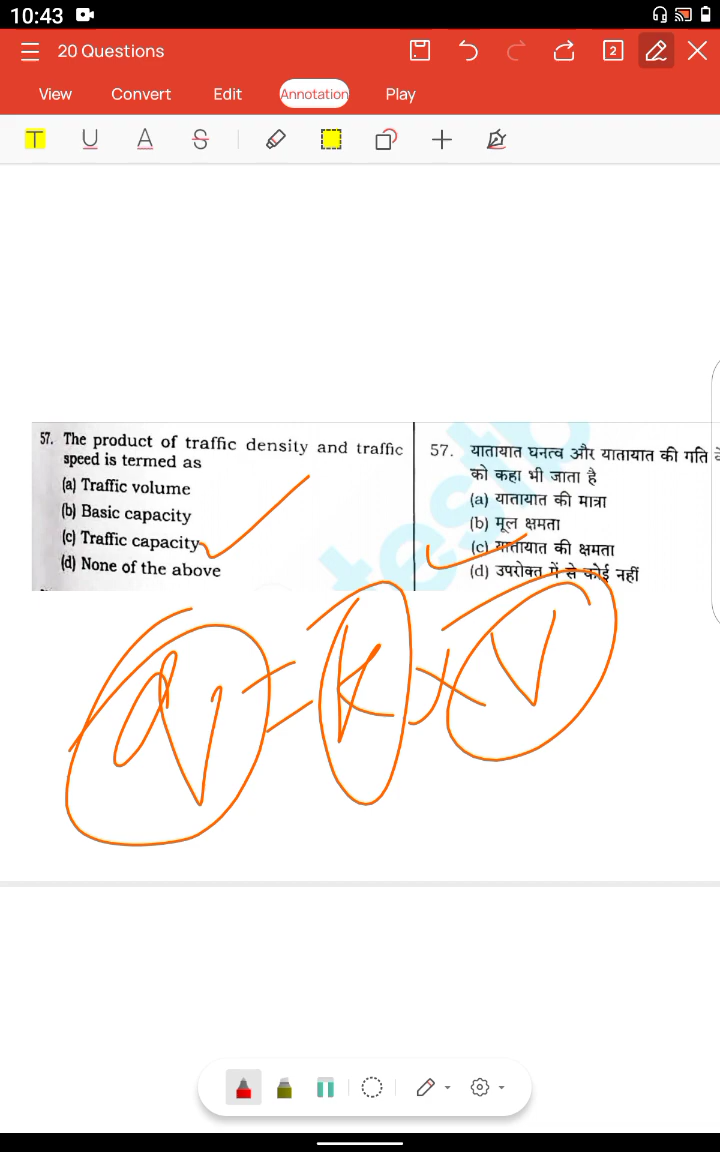 10:43
20 Questions
2
View Convert Edit Annotation Play
T U A S
57. The product of traffic density and traffic
speed is termed as
(a) Traffic volume
(b) Basic capacity
(c) Traffic capacity
(d) None of the above
57. यातायात घनत्व और यातायात की गति
को कहा भी जाता है
(a) यातायात की मात्रा
(b) मूल क्षमता
(c) यातायात की क्षमता
(d) उपरोक्त में से कोई नहीं
q = k x v